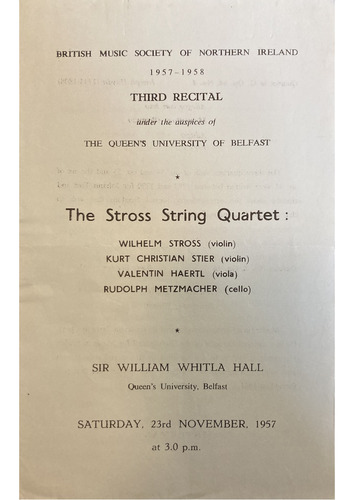 BRITISH MUSIC SOCIETY OF NORTHERN IRELAND
1957–1958
THIRD RECITAL
under the auspices of
THE QUEEN'S UNIVERSITY OF BELFAST
*
The Stross String Quartet :
WILHELM STROSS (violin)
KURT CHRISTIAN STIER (violin)
VALENTIN HAERTL (viola)
RUDOLPH METZMACHER (cello)
*
SIR WILLIAM WHITLA HALL
Queen's University, Belfast
SATURDAY, 23rd NOVEMBER, 1957
at 3.0 p.m.